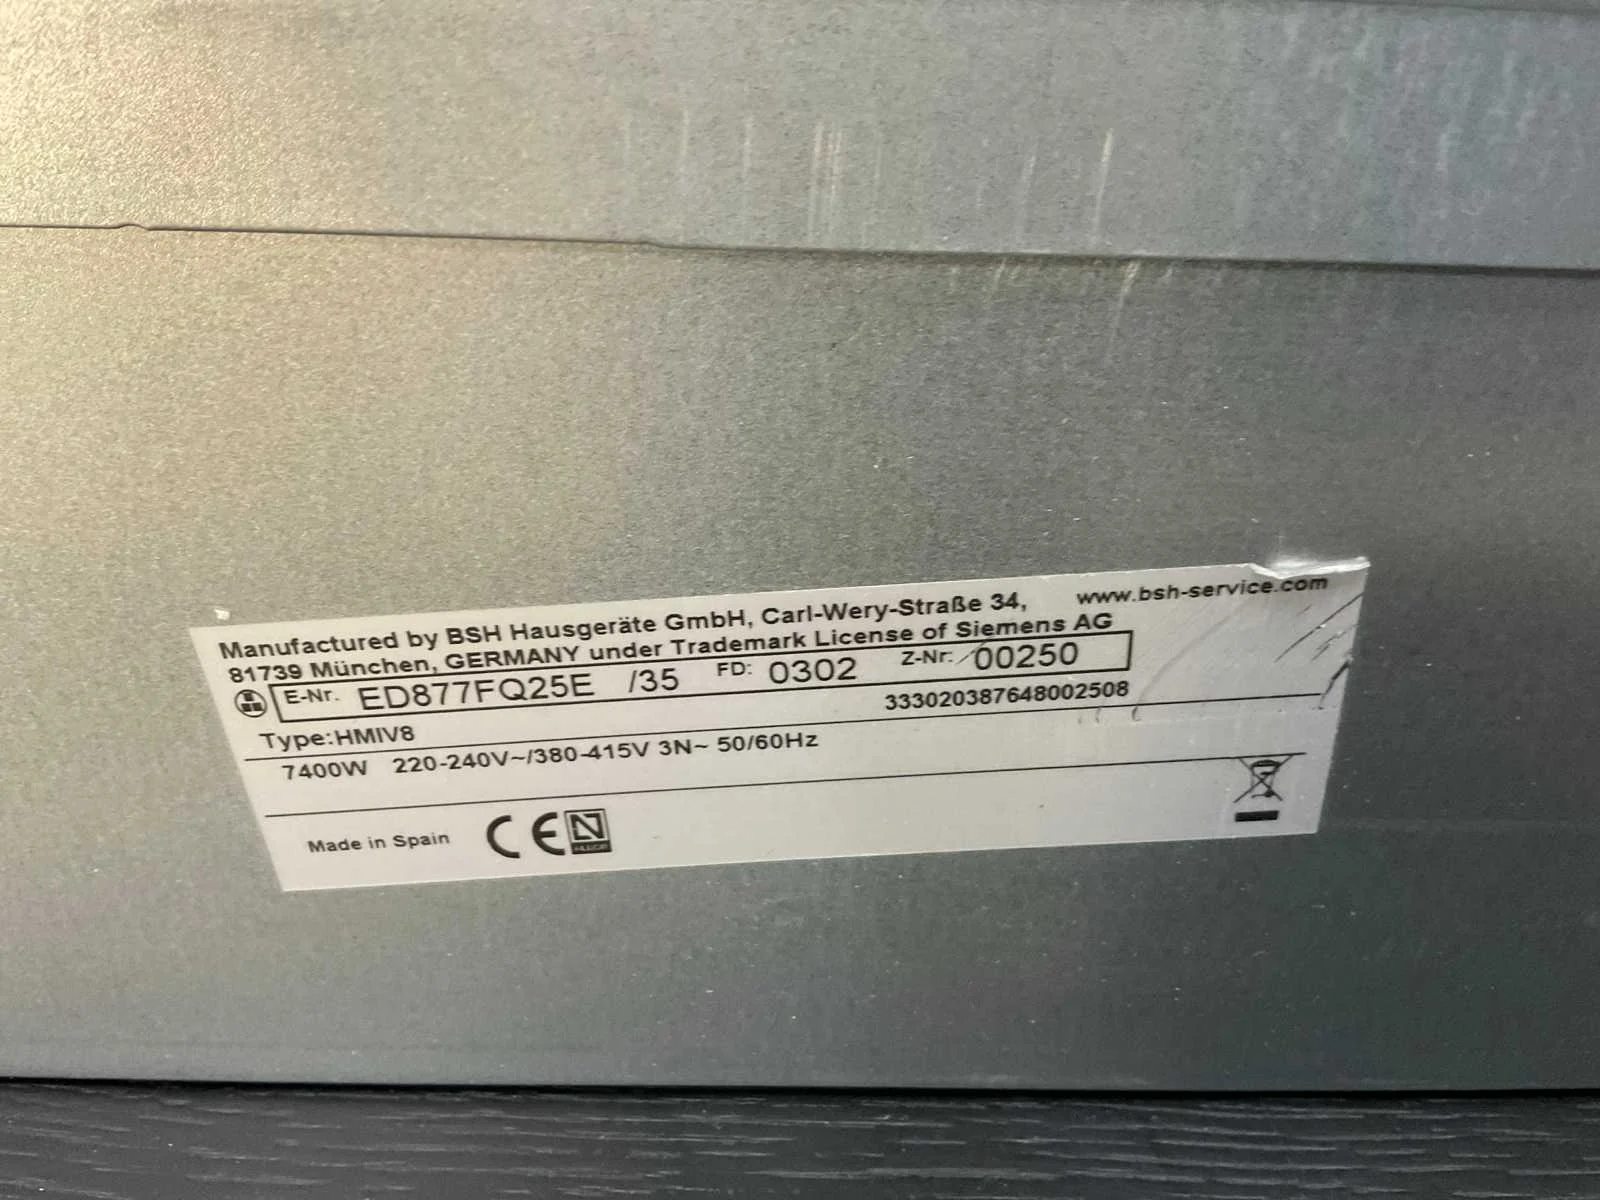 Manufactured by BSH Hausgeräte GmbH, Carl-Wery-Straße 34, www.bsh-service.com
81739 München, GERMANY under Trademark License of Siemens AG
E-Nr. ED877FQ25E /35 FD: 0302 Z-Nr: 00250
Type:HMIV8 333020387648002508
7400W 220-240V~/380-415V 3N~ 50/60Hz
Made in Spain CE N